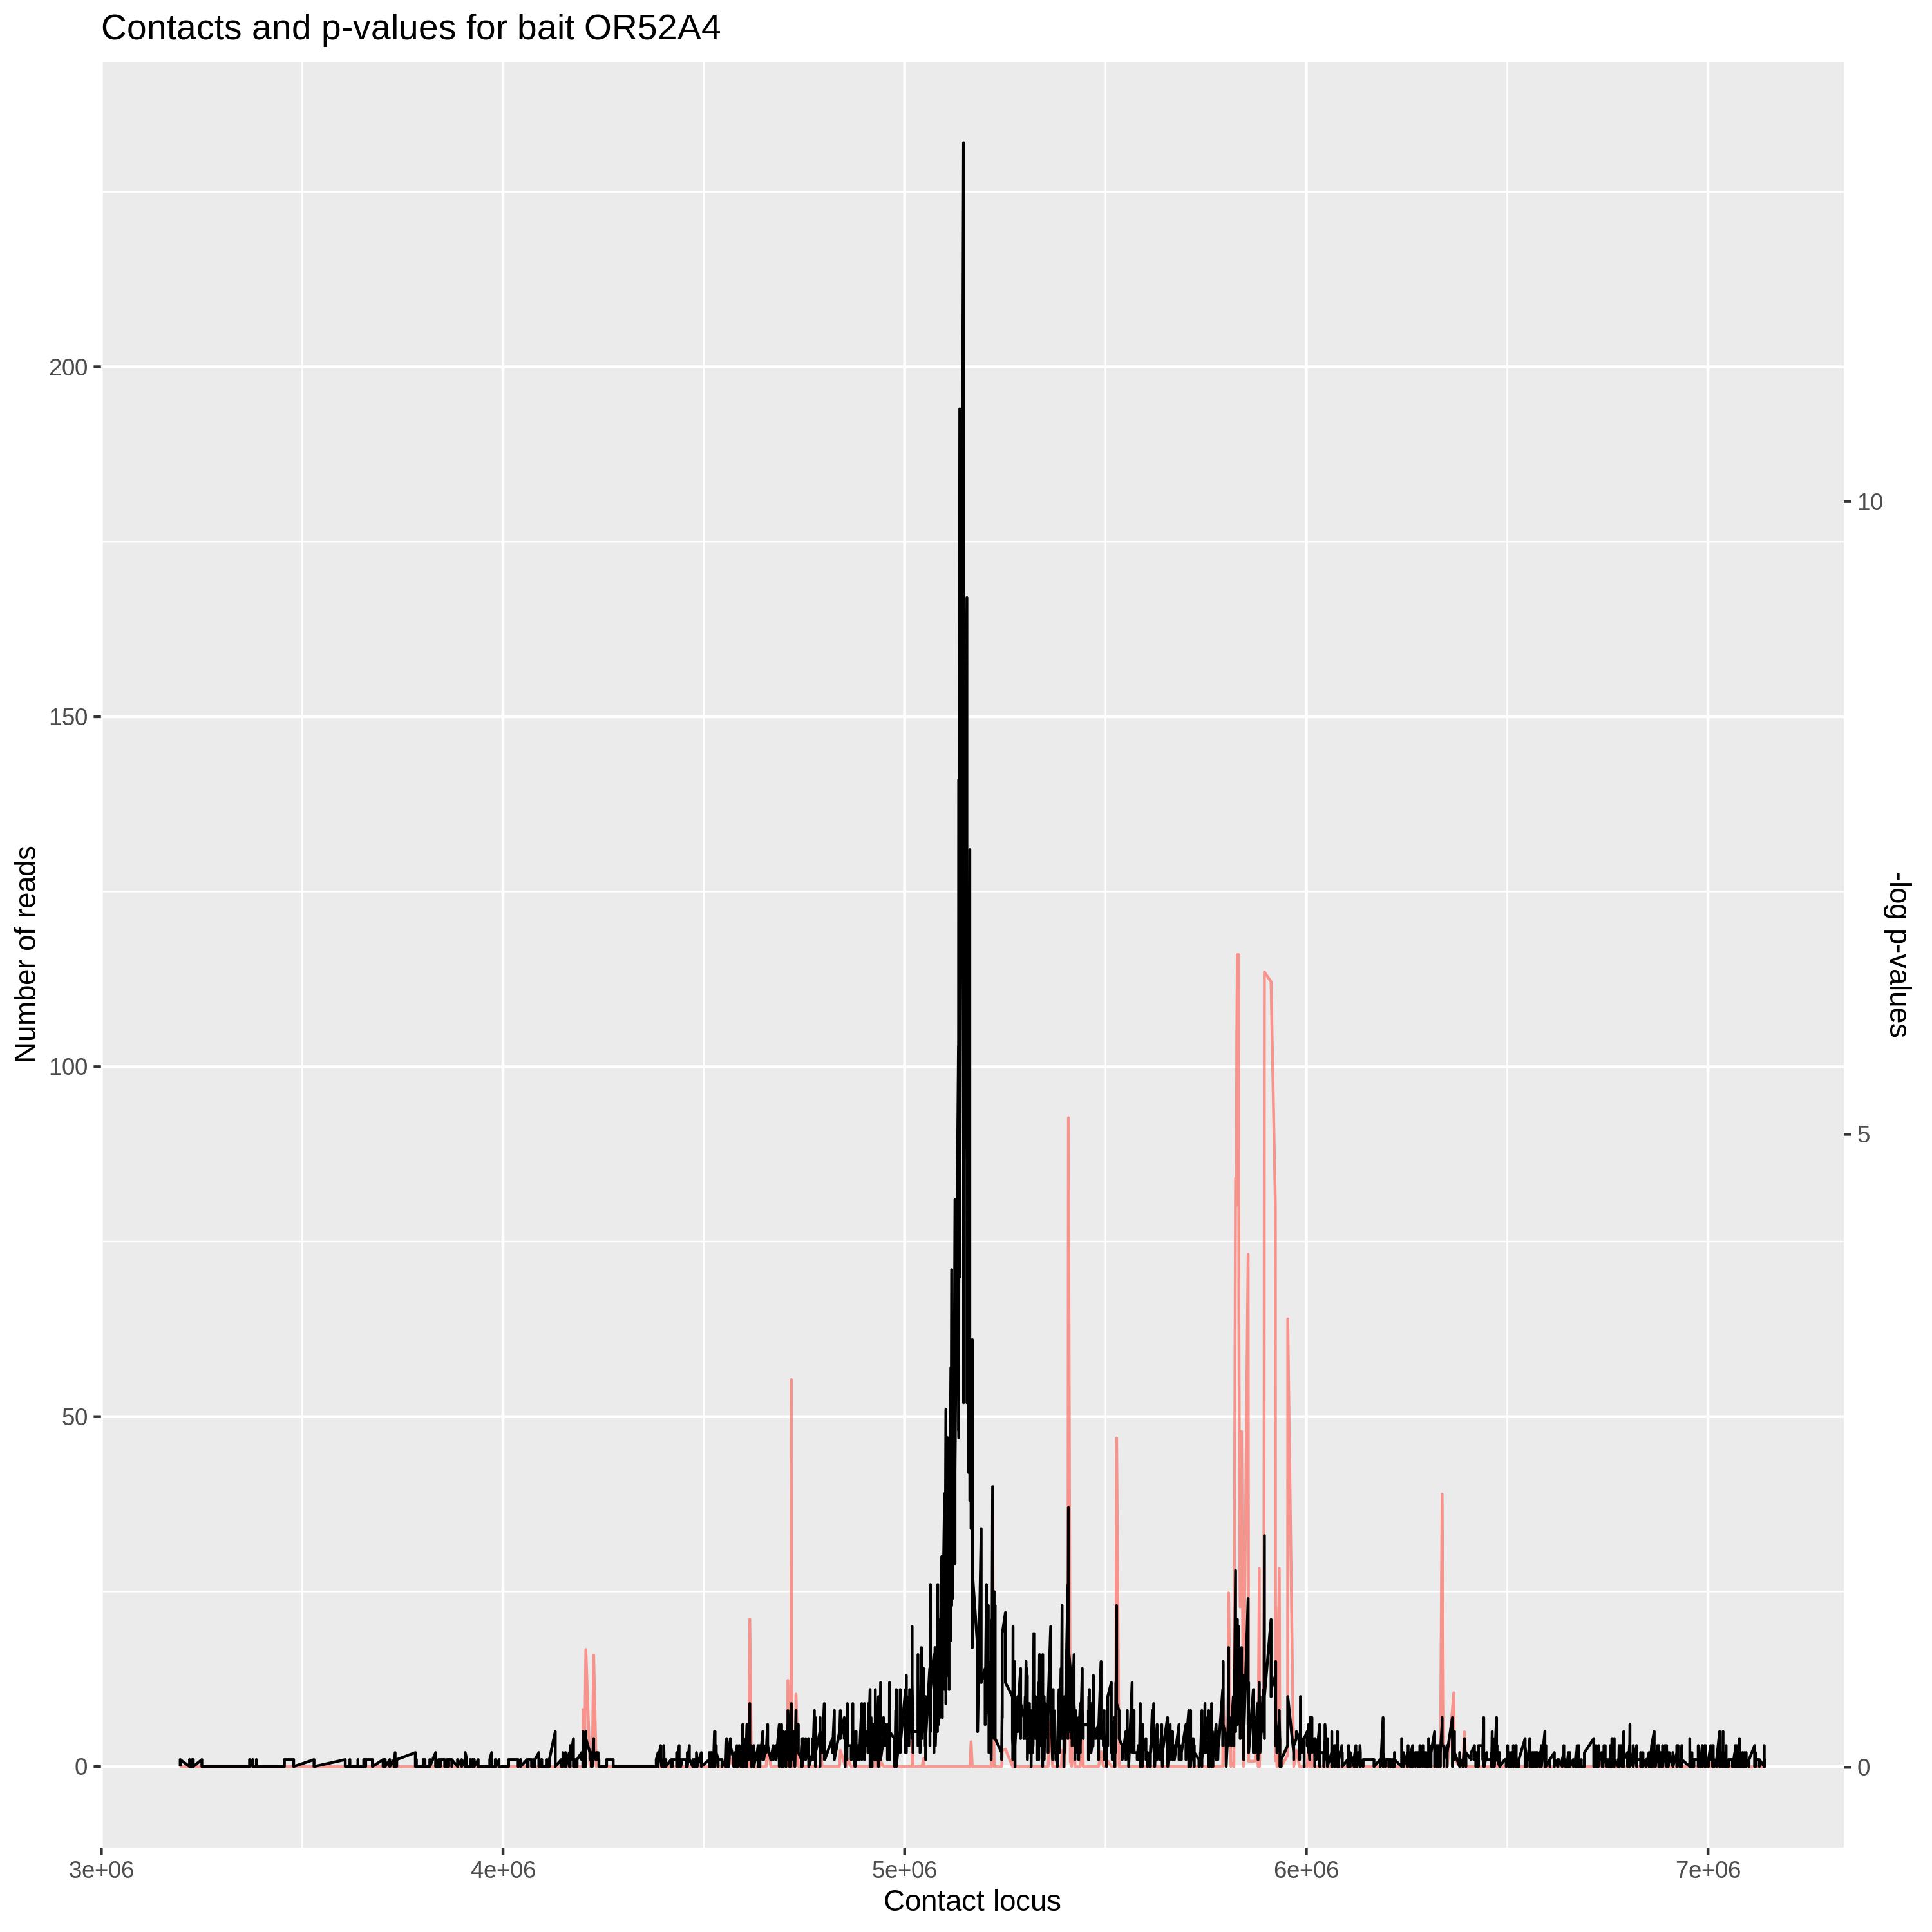 Contacts and p-values for bait OR52A4
Number of reads
200
150
100
50
0
10
5
0
-log p-values
3e+06 4e+06 5e+06 6e+06 7e+06
Contact locus